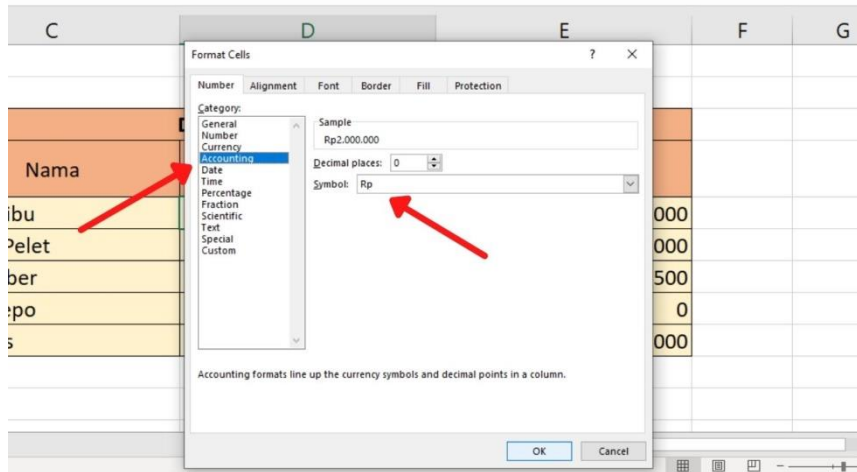 C D E F G
Format Cells ? ×
Number Alignment Font Border Fill Protection
Category:
General
Number
Currency
Accounting
Date
Time
Percentage
Fraction
Scientific
Text
Special
Custom
Sample
Rp2.000.000
Decimal places: 0
Symbol: Rp
Accounting formats line up the currency symbols and decimal points in a column.
OK Cancel
Nama
ibu 000
Pelet 000
ber 500
epo 0
s 000